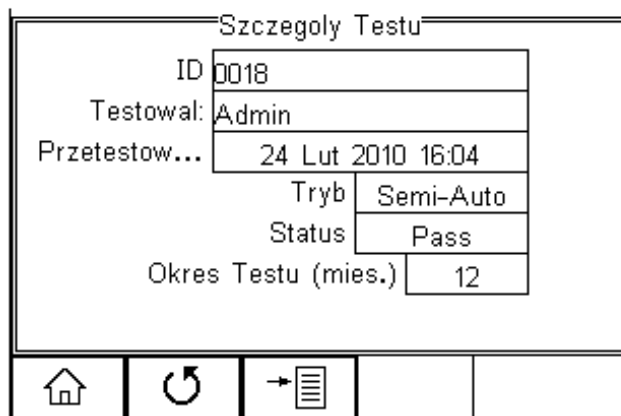 Szczegoly Testu
ID 0018
Testowal: Admin
Przetestow... 24 Lut 2010 16:04
Tryb Semi-Auto
Status Pass
Okres Testu (mies.) 12